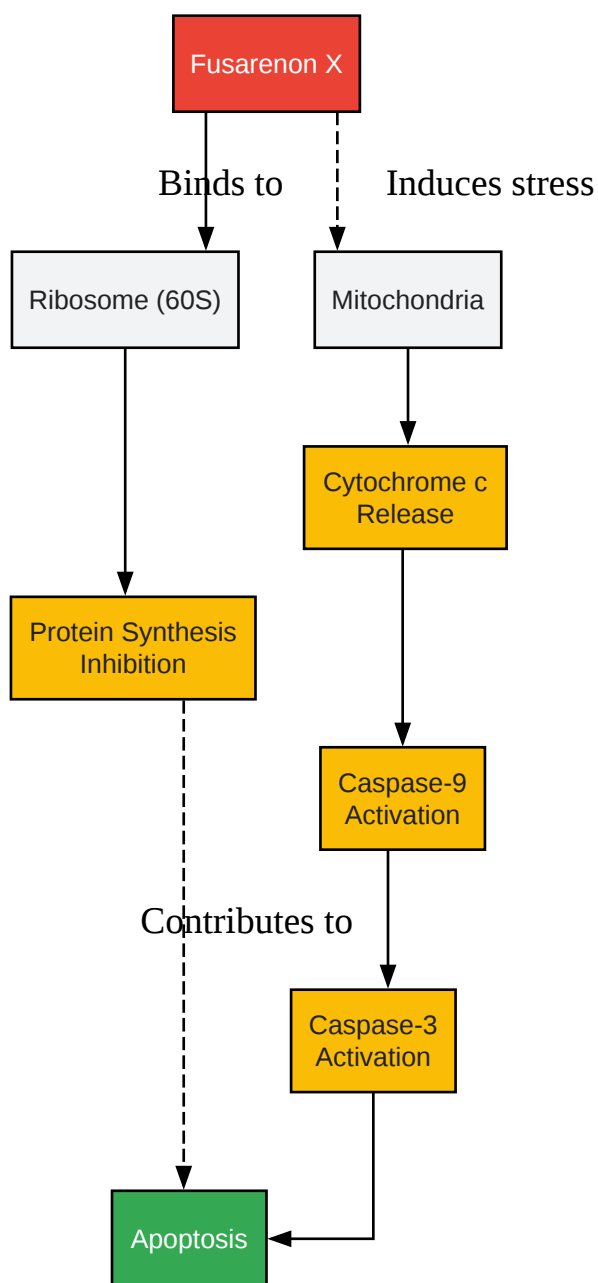 Fusarenon X
Binds to
Induces stress
Ribosome (60S)
Mitochondria
Cytochrome c
Release
Protein Synthesis
Inhibition
Caspase-9
Activation
Contributes to
Caspase-3
Activation
Apoptosis